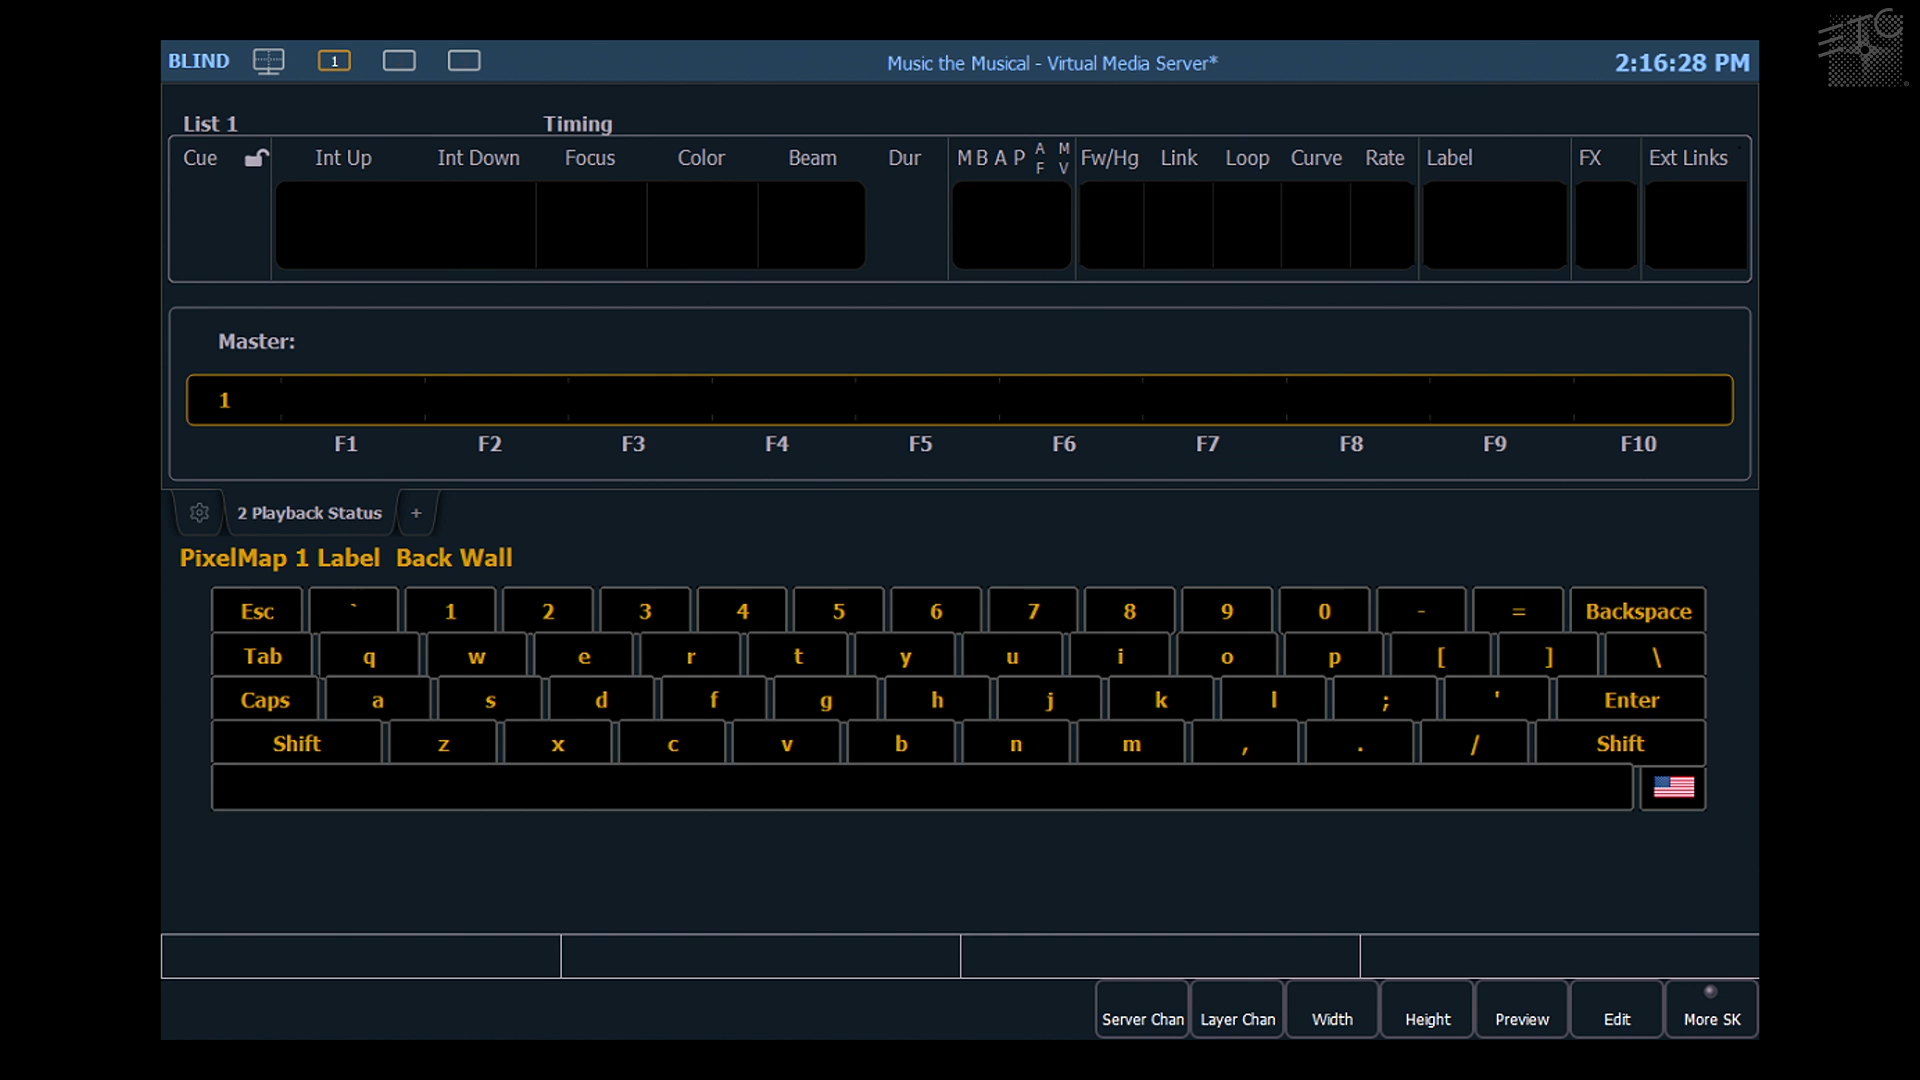 ETC
BLIND 1 Music the Musical - Virtual Media Server* 2:16:28 PM
List 1 Timing
Cue Int Up Int Down Focus Color Beam Dur M B A P A F M V Fw/Hg Link Loop Curve Rate Label FX Ext Links
Master:
1
F1 F2 F3 F4 F5 F6 F7 F8 F9 F10
2 Playback Status +
PixelMap 1 Label Back Wall
Esc ` 1 2 3 4 5 6 7 8 9 0 - = Backspace
Tab q w e r t y u i o p [ ] \
Caps a s d f g h j k l ; ' Enter
Shift z x c v b n m , . / Shift
Server Chan Layer Chan Width Height Preview Edit More SK